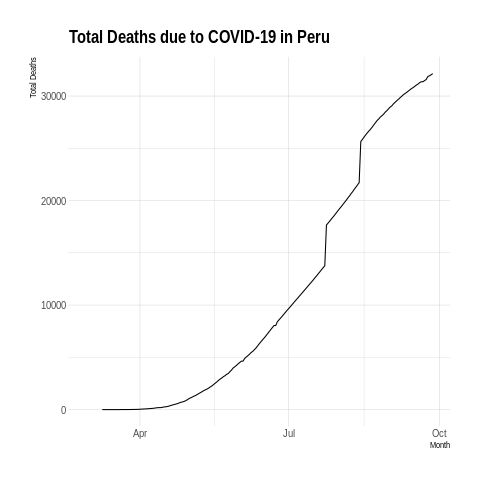 Total Deaths due to COVID-19 in Peru
Total Deaths
30000
20000
10000
0
Apr
Jul
Oct
Month